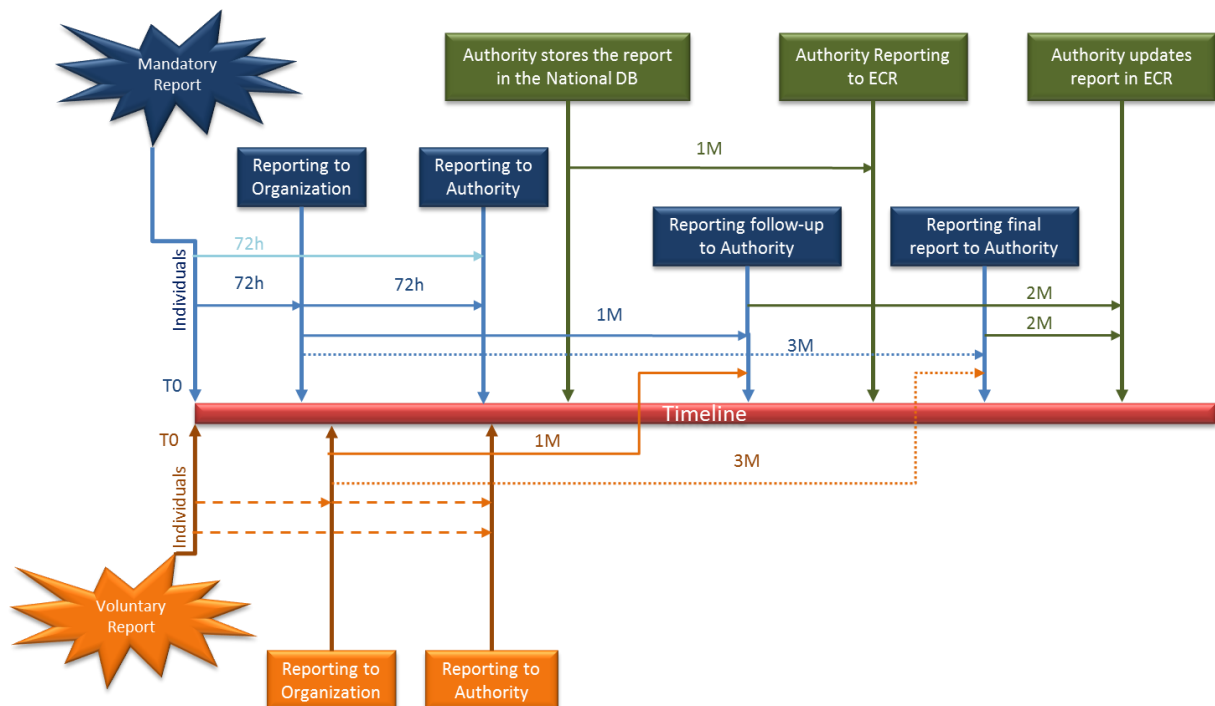 Mandatory
Report
Authority stores the report
in the National DB
Authority Reporting
to ECR
Authority updates
report in ECR
1M
Reporting to
Organization
Reporting to
Authority
Reporting follow-up
to Authority
Reporting final
report to Authority
72h
72h
72h
Individuals
1M
2M
2M
3M
T0
Timeline
T0
1M
3M
Individuals
Voluntary
Report
Reporting to
Organization
Reporting to
Authority